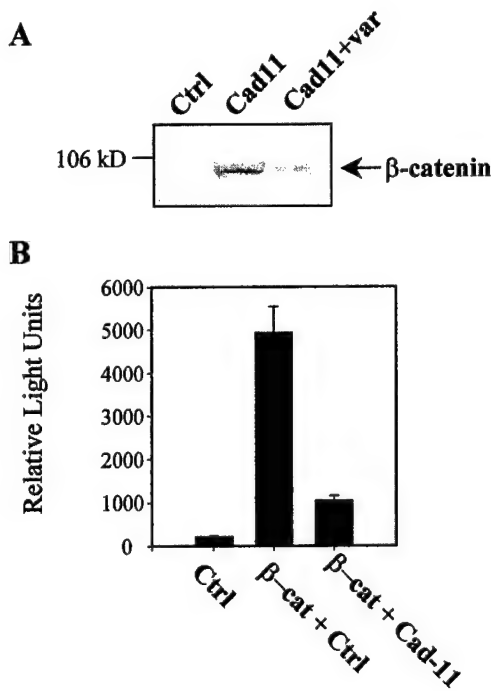 A
Ctrl
Cad11
Cad11+var
106 kD
β-catenin
B
Relative Light Units
6000
5000
4000
3000
2000
1000
0
Ctrl
β–cat + Ctrl
β–cat + Cad-11